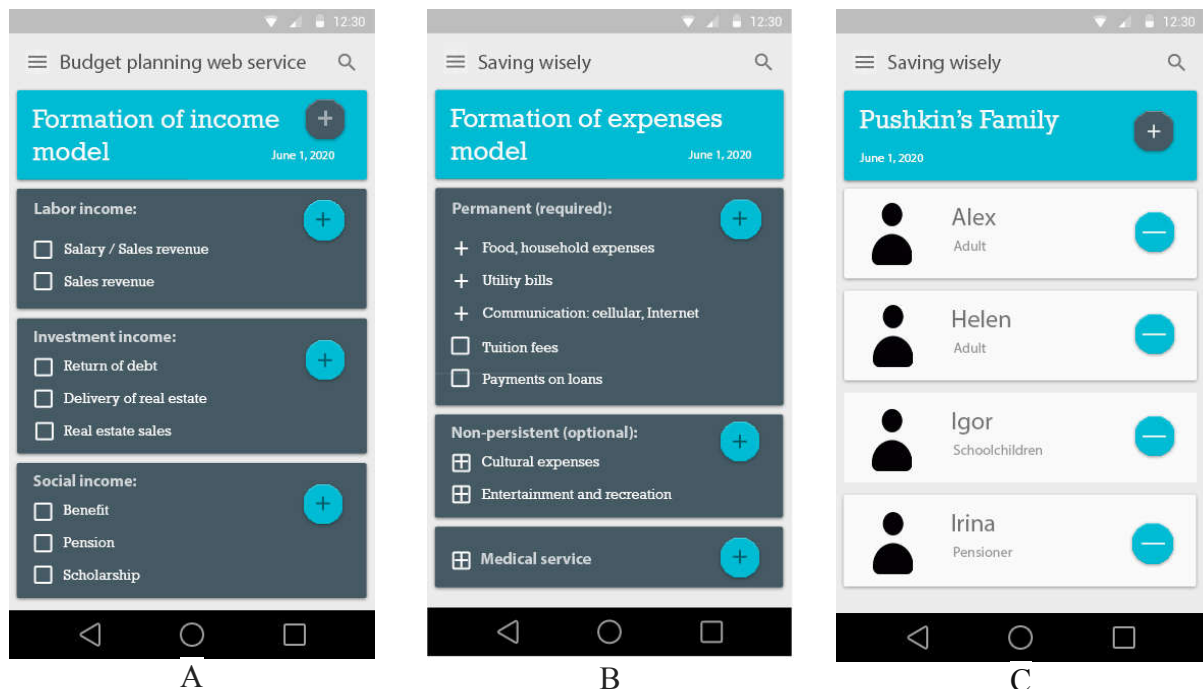 12:30
Budget planning web service
Formation of income
model
June 1, 2020
Labor income:
Salary / Sales revenue
Sales revenue
Investment income:
Return of debt
Delivery of real estate
Real estate sales
Social income:
Benefit
Pension
Scholarship
A
12:30
Saving wisely
Formation of expenses
model
June 1, 2020
Permanent (required):
+ Food, household expenses
+ Utility bills
+ Communication: cellular, Internet
Tuition fees
Payments on loans
Non-persistent (optional):
Cultural expenses
Entertainment and recreation
Medical service
B
12:30
Saving wisely
Pushkin's Family
June 1, 2020
Alex
Adult
Helen
Adult
Igor
Schoolchildren
Irina
Pensioner
C